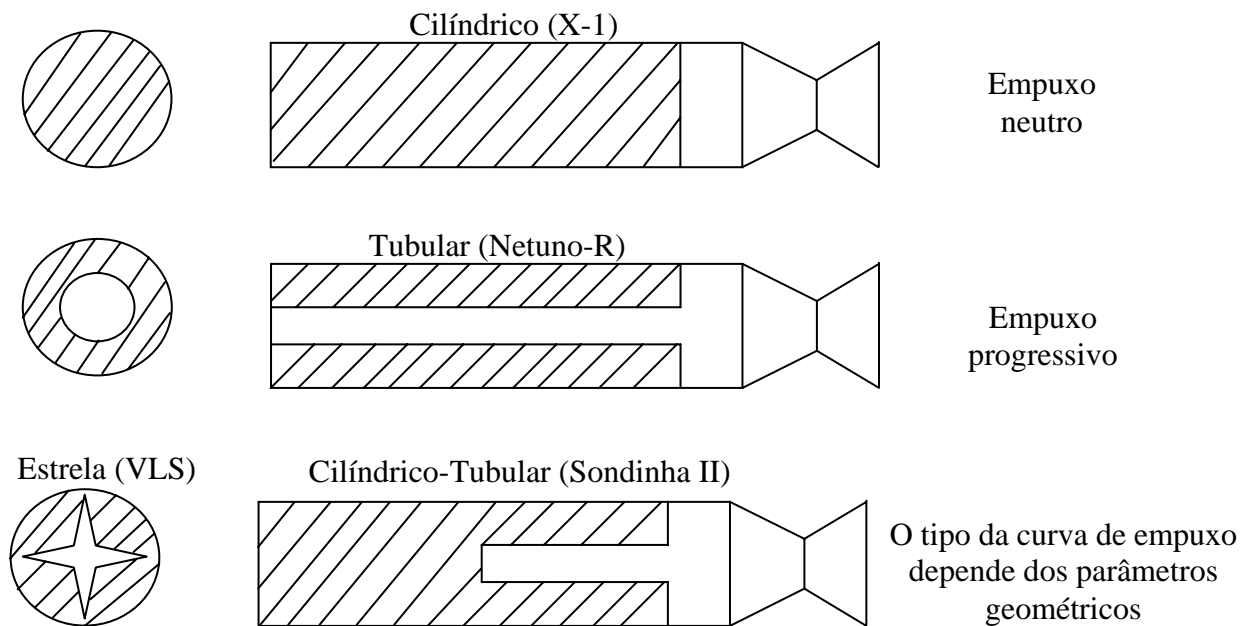 Cilíndrico (X-1)
Empuxo
neutro
Tubular (Netuno-R)
Empuxo
progressivo
Estrela (VLS)
Cilíndrico-Tubular (Sondinha II)
O tipo da curva de empuxo
depende dos parâmetros
geométricos